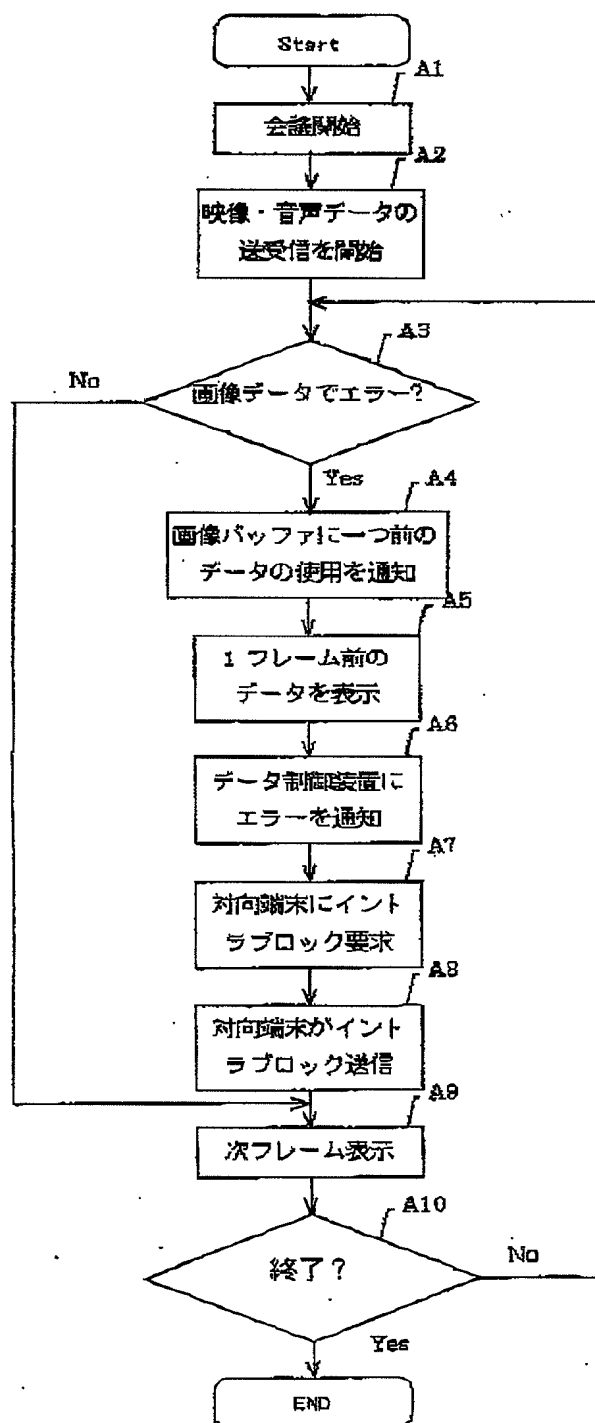 Start
A1
会議開始
A2
映像・音声データの
送受信を開始
A3
No
画像データでエラー?
Yes
A4
画像バッファに一つ前の
データの使用を通知
A5
1 フレーム前の
データを表示
A6
データ制御装置に
エラーを通知
A7
対向端末にイント
ラブロック要求
A8
対向端末がイント
ラブロック送信
A9
次フレーム表示
A10
終了?
No
Yes
END